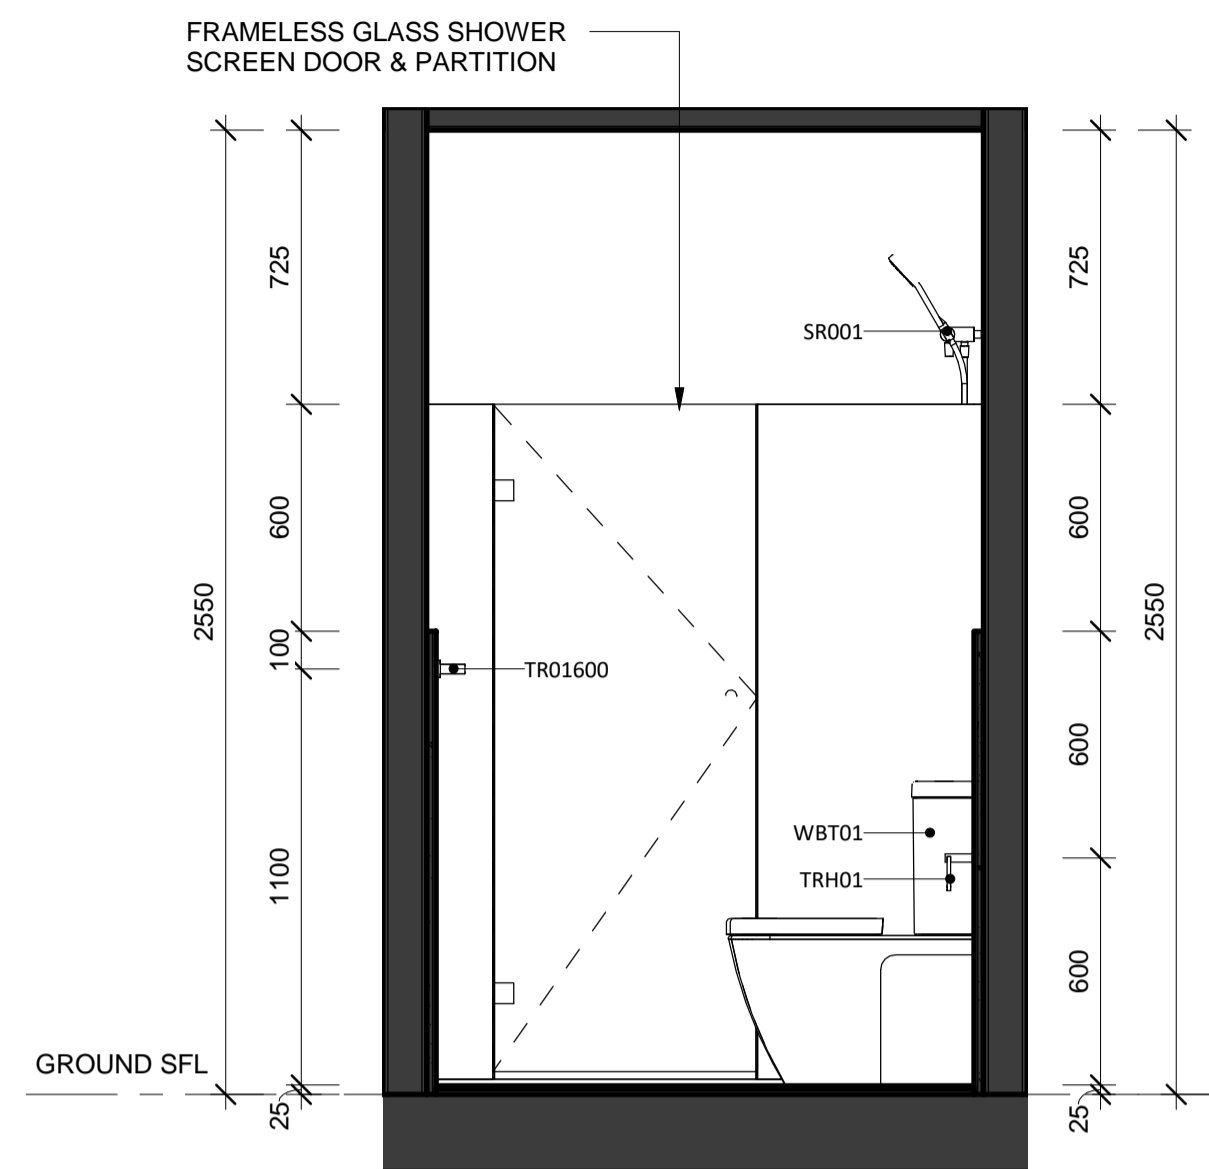 FRAMELESS GLASS SHOWER
SCREEN DOOR & PARTITION
725
725
SR001
600
600
2550
2550
100
TR01600
600
WBT01
1100
TRH01
600
GROUND SFL
25
25